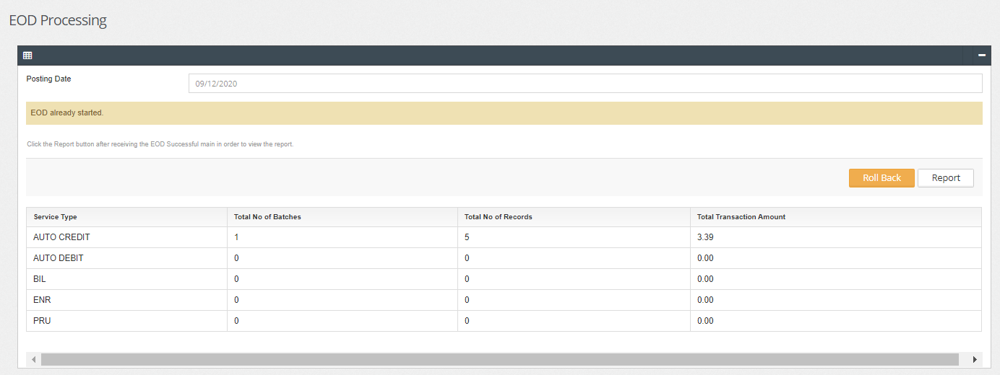 EOD Processing
Posting Date
09/12/2020
EOD already started.
Click the Report button after receiving the EOD Successful main in order to view the report.
Roll Back Report
Service Type Total No of Batches Total No of Records Total Transaction Amount
AUTO CREDIT 1 5 3.39
AUTO DEBIT 0 0 0.00
BIL 0 0 0.00
ENR 0 0 0.00
PRU 0 0 0.00